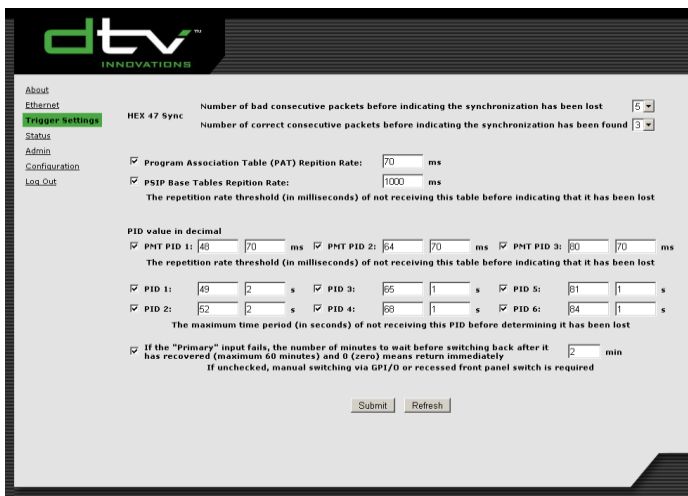 dtv ™
INNOVATIONS
About
Ethernet
Trigger Settings
Status
Admin
Configuration
Log Out
HEX 47 Sync
Number of bad consecutive packets before indicating the synchronization has been lost 5
Number of correct consecutive packets before indicating the synchronization has been found 3
Program Association Table (PAT) Repition Rate: 70 ms
PSIP Base Tables Repition Rate: 1000 ms
The repetition rate threshold (in milliseconds) of not receiving this table before indicating that it has been lost
PID value in decimal
PMT PID 1: 48 70 ms PMT PID 2: 64 70 ms PMT PID 3: 80 70 ms
The repetition rate threshold (in milliseconds) of not receiving this table before indicating that it has been lost
PID 1: 49 2 s PID 3: 65 1 s PID 5: 81 1 s
PID 2: 52 2 s PID 4: 68 1 s PID 6: 84 1 s
The maximum time period (in seconds) of not receiving this PID before determining it has been lost
If the "Primary" input fails, the number of minutes to wait before switching back after it
has recovered (maximum 60 minutes) and 0 (zero) means return immediately 2 min
If unchecked, manual switching via GPI/O or recessed front panel switch is required
Submit Refresh